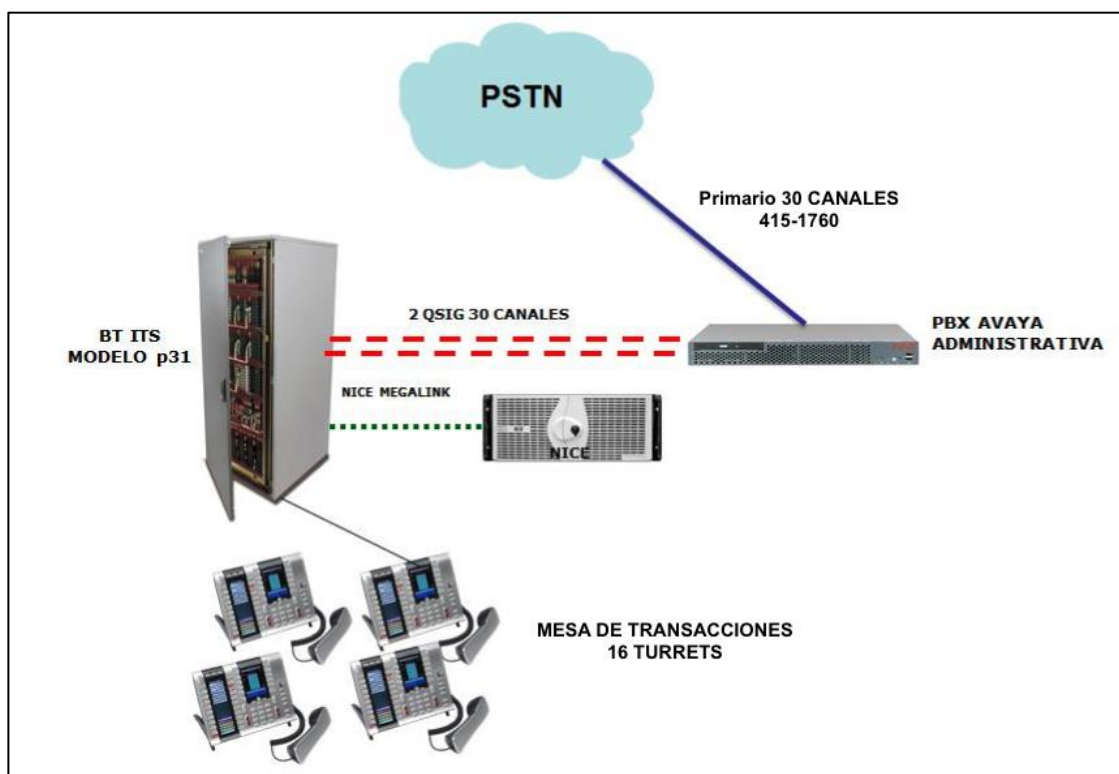 PSTN
Primario 30 CANALES
415-1760
2 QSIG 30 CANALES
BT ITS
MODELO p31
PBX AVAYA
ADMINISTRATIVA
NICE MEGALINK
NICE
MESA DE TRANSACCIONES
16 TURRETS